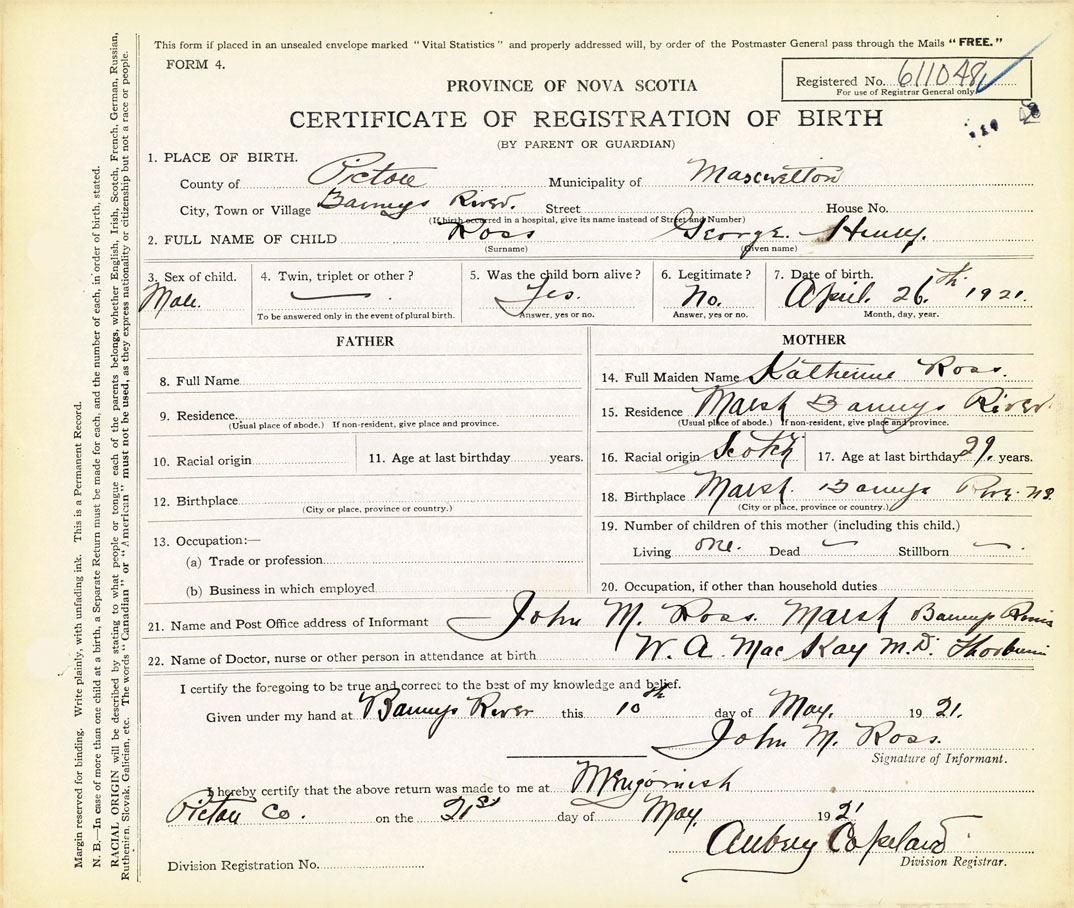 This form if placed in an unsealed envelope marked "Vital Statistics" and properly addressed will, by order of the Postmaster General pass through the Mails "FREE."
FORM 4.
Registered No. 611048
For use of Registrar General only
PROVINCE OF NOVA SCOTIA
CERTIFICATE OF REGISTRATION OF BIRTH
(BY PARENT OR GUARDIAN)
1. PLACE OF BIRTH.
County of Pictou Municipality of Maxwelton
City, Town or Village Barneys River. Street House No.
(If birth occurred in a hospital, give its name instead of Street and Number)
2. FULL NAME OF CHILD Ross George Henry.
(Surname) (Given name)
3. Sex of child. 4. Twin, triplet or other? 5. Was the child born alive? 6. Legitimate? 7. Date of birth.
Male. — . Yes. No. April 26th 1921.
To be answered only in the event of plural birth. Answer, yes or no. Answer, yes or no. Month, day, year.
FATHER
8. Full Name
9. Residence.
(Usual place of abode.) If non-resident, give place and province.
10. Racial origin 11. Age at last birthday years.
12. Birthplace
(City or place, province or country.)
13. Occupation:—
(a) Trade or profession
(b) Business in which employed
MOTHER
14. Full Maiden Name Katherine Ross.
15. Residence Marsh Barneys River
(Usual place of abode.) If non-resident, give place and province.
16. Racial origin Scotch 17. Age at last birthday 29. years.
18. Birthplace Marsh. Barneys River N.S.
(City or place, province or country.)
19. Number of children of this mother (including this child.)
Living one. Dead — Stillborn —.
20. Occupation, if other than household duties
21. Name and Post Office address of Informant John M. Ross. Marsh Barneys River
22. Name of Doctor, nurse or other person in attendance at birth W. A. MacKay M.D. Thorburn
I certify the foregoing to be true and correct to the best of my knowledge and belief.
Given under my hand at Barneys River this 10th day of May. 1921.
John M. Ross.
Signature of Informant.
I hereby certify that the above return was made to me at Merigomish
Pictou Co. on the 21st day of May 1921
Aubrey Copeland
Division Registrar.
Division Registration No.
Margin reserved for binding. Write plainly, with unfading ink. This is a Permanent Record.
N. B.—In case of more than one child at a birth, a Separate Return must be made for each, and the number of each, in order of birth, stated.
RACIAL ORIGIN will be described by stating to what people or tongue each of the parents belongs, whether English, Irish, Scotch, French, German, Russian,
Ruthenien, Slovak, Galician, etc. The words "Canadian" or "American" must not be used, as they express nationality or citizenship but not a race or people.